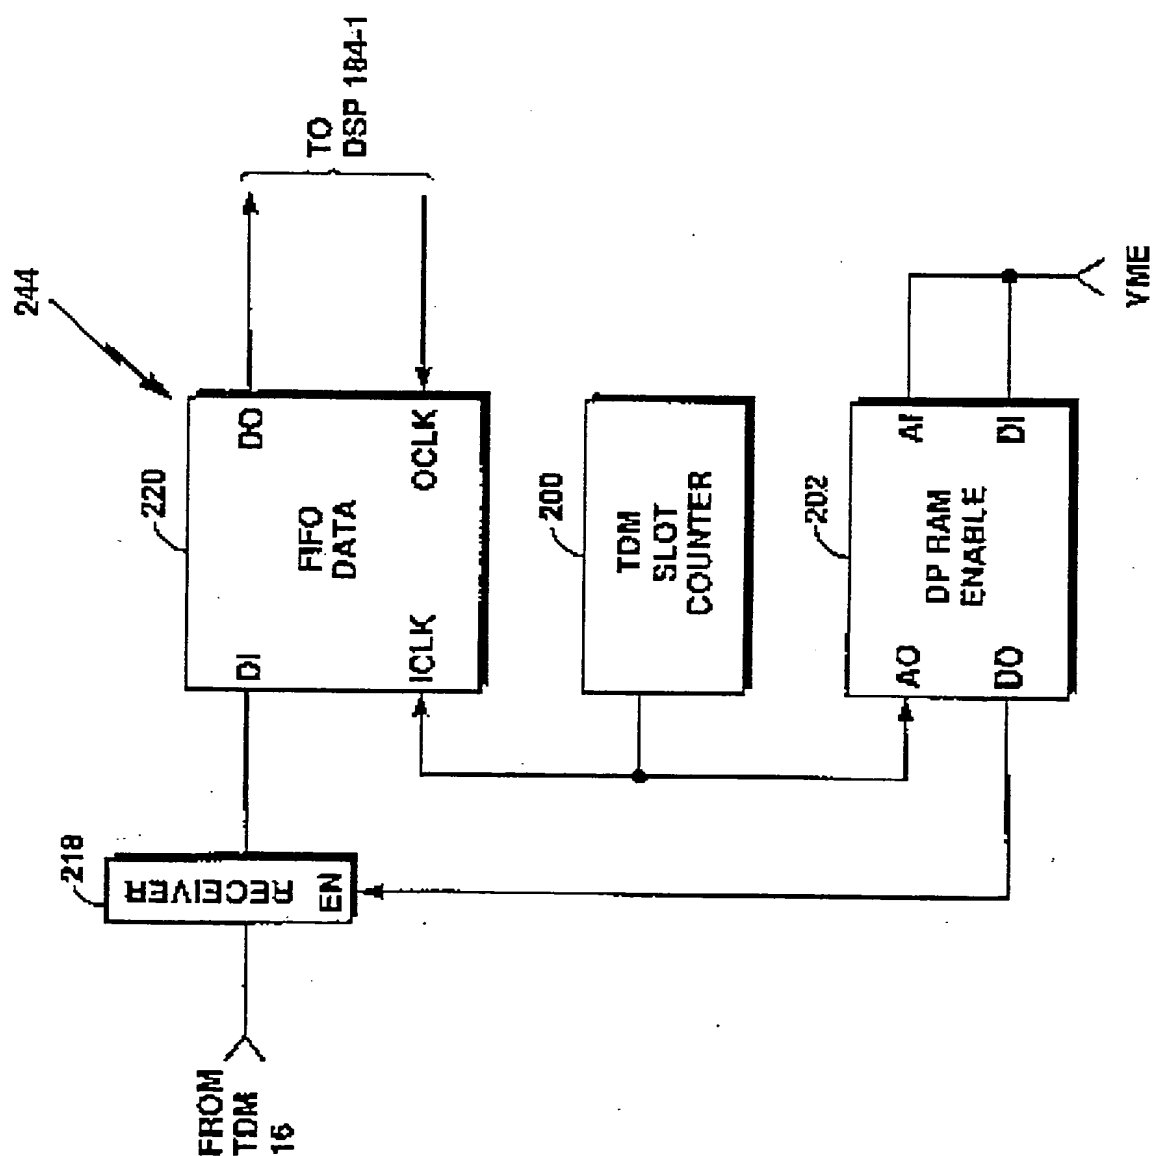 244
TO
DSP 184-1
220
DO
OCLK
FIFO
DATA
DI
ICLK
200
TDM
SLOT
COUNTER
202
AI
DI
DP RAM
ENABLE
AO
DO
VME
218
RECEIVER
EN
FROM
TDM
16